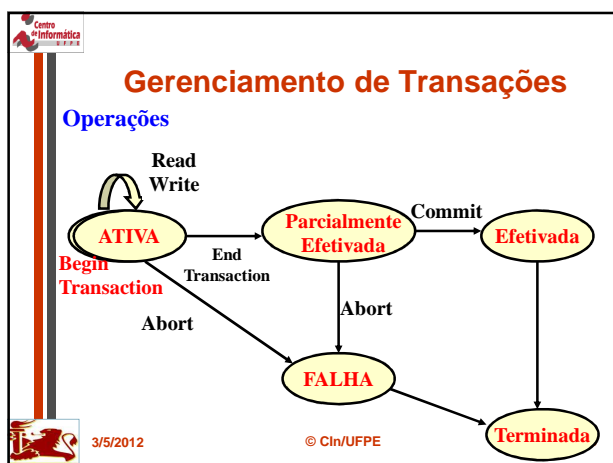 Centro
de Informática
UFPE
Gerenciamento de Transações
Operações
Read
Write
ATIVA
Begin
Transaction
End
Transaction
Parcialmente
Efetivada
Commit
Efetivada
Abort
Abort
FALHA
Terminada
3/5/2012
© CIn/UFPE